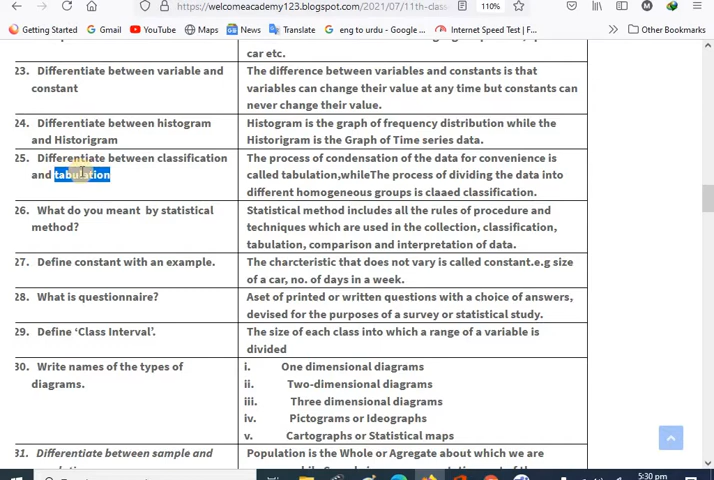 https://welcomeacademy123.blogspot.com/2021/07/11th-class
110%
Getting Started
Gmail
YouTube
Maps
News
Translate
eng to urdu - Google...
Internet Speed Test | F...
Other Bookmarks
car etc.
23. Differentiate between variable and
constant
The difference between variables and constants is that
variables can change their value at any time but constants can
never change their value.
24. Differentiate between histogram
and Historigram
Histogram is the graph of frequency distribution while the
Historigram is the Graph of Time series data.
25. Differentiate between classification
and tabulation
The process of condensation of the data for convenience is
called tabulation,whileThe process of dividing the data into
different homogeneous groups is claaed classification.
26. What do you meant by statistical
method?
Statistical method includes all the rules of procedure and
techniques which are used in the collection, classification,
tabulation, comparison and interpretation of data.
27. Define constant with an example.
The charcteristic that does not vary is called constant.e.g size
of a car, no. of days in a week.
28. What is questionnaire?
Aset of printed or written questions with a choice of answers,
devised for the purposes of a survey or statistical study.
29. Define ‘Class Interval’.
The size of each class into which a range of a variable is
divided
30. Write names of the types of
diagrams.
i. One dimensional diagrams
ii. Two-dimensional diagrams
iii. Three dimensional diagrams
iv. Pictograms or Ideographs
v. Cartographs or Statistical maps
31. Differentiate between sample and
Population is the Whole or Agregate about which we are
5:30 pm